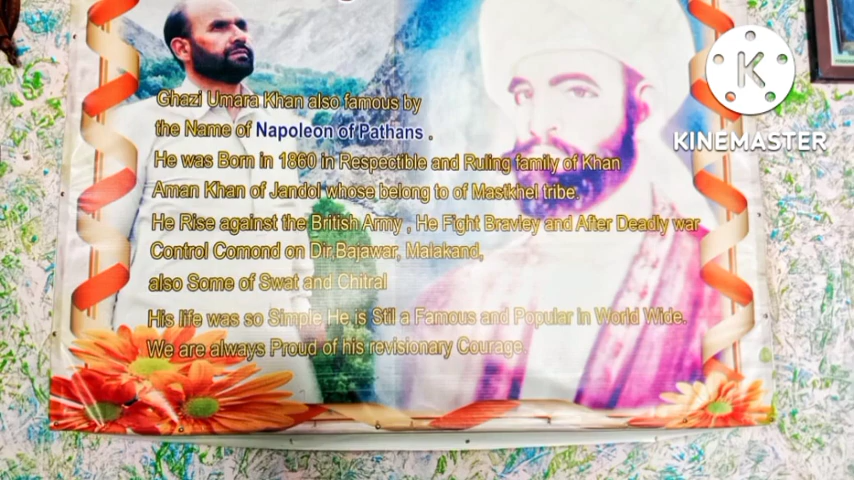 Ghazi Umara Khan also famous by
the Name of Napoleon of Pathans .
He was Born in 1860 in Respectible and Ruling family of Khan
Aman Khan of Jandol whose belong to of Masikhel tribe.
He Rise against the British Army , He Fight Bravley and After Deadly war
Control Comond on Dir,Bajawar, Malakand,
also Some of Swat and Chitral
His life was so Simple He is Stil a Famous and Popular in World Wide.
We are always Proud of his revisionary Courage
K
KINEMASTER